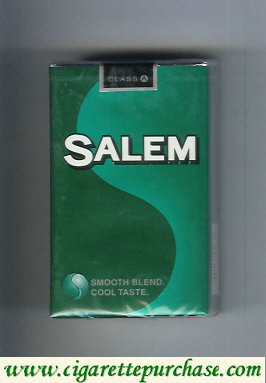 CLASS A
SALEM
SMOOTH BLEND.
COOL TASTE.
www.cigarettepurchase.com